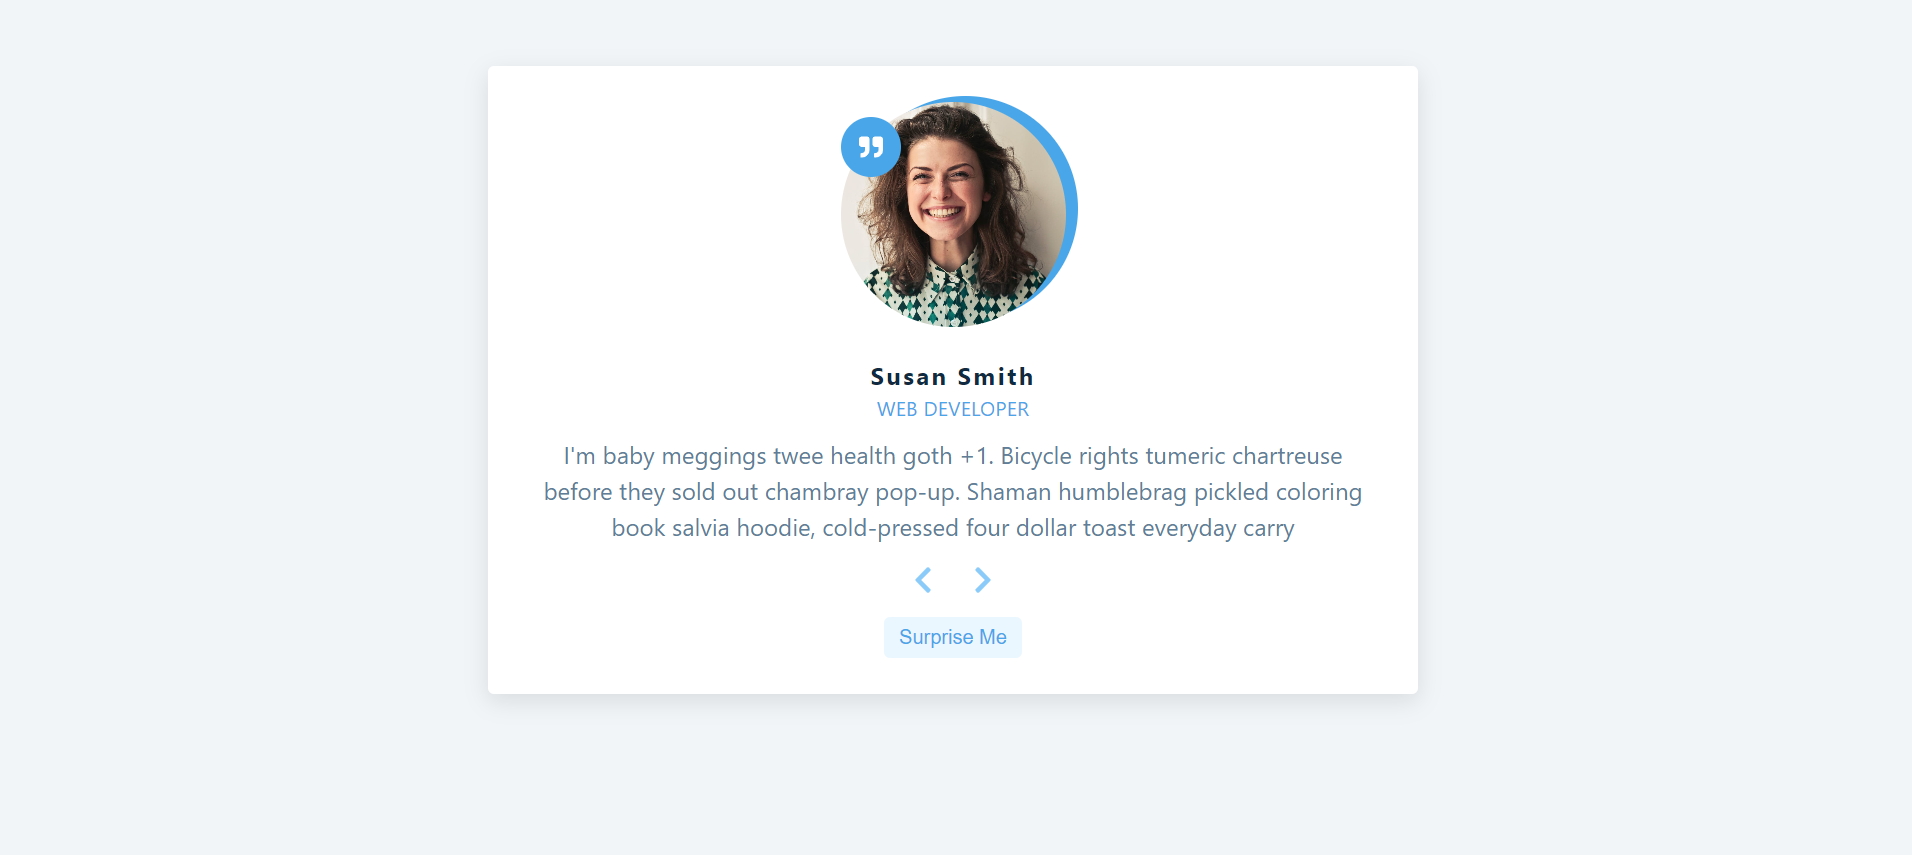 Susan Smith
WEB DEVELOPER
I'm baby meggings twee health goth +1. Bicycle rights tumeric chartreuse
before they sold out chambray pop-up. Shaman humblebrag pickled coloring
book salvia hoodie, cold-pressed four dollar toast everyday carry
Surprise Me